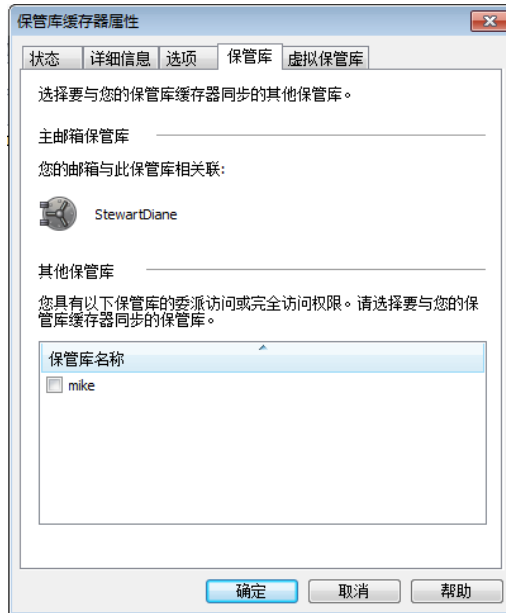 保管库缓存器属性
状态
详细信息
选项
保管库
虚拟保管库
选择要与您的保管库缓存器同步的其他保管库。
主邮箱保管库
您的邮箱与此保管库相关联:
StewartDiane
其他保管库
您具有以下保管库的委派访问或完全访问权限。请选择要与您的保
管库缓存器同步的保管库。
保管库名称
mike
确定
取消
帮助